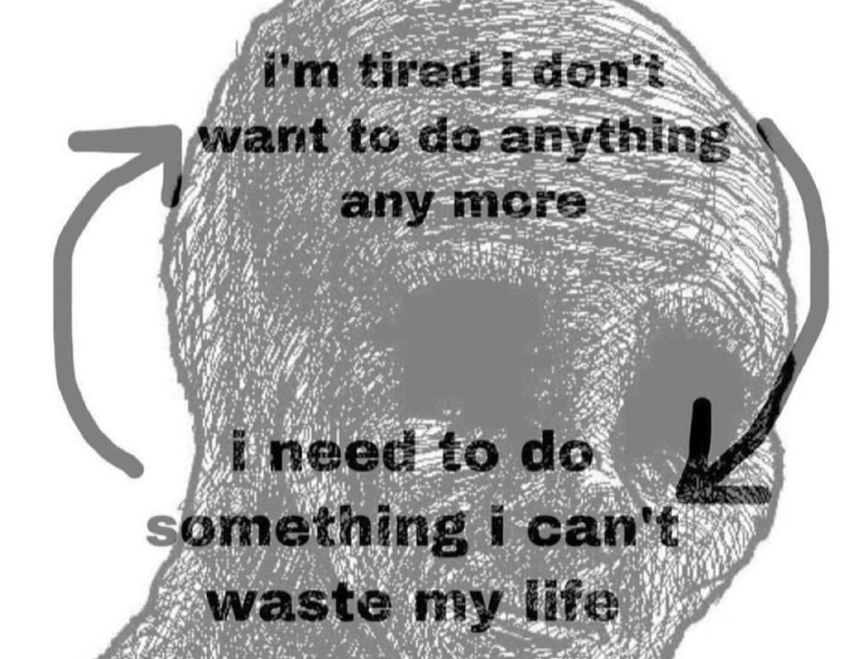 i'm tired i don't
want to do anything
any more
i need to do
something i can't
waste my life